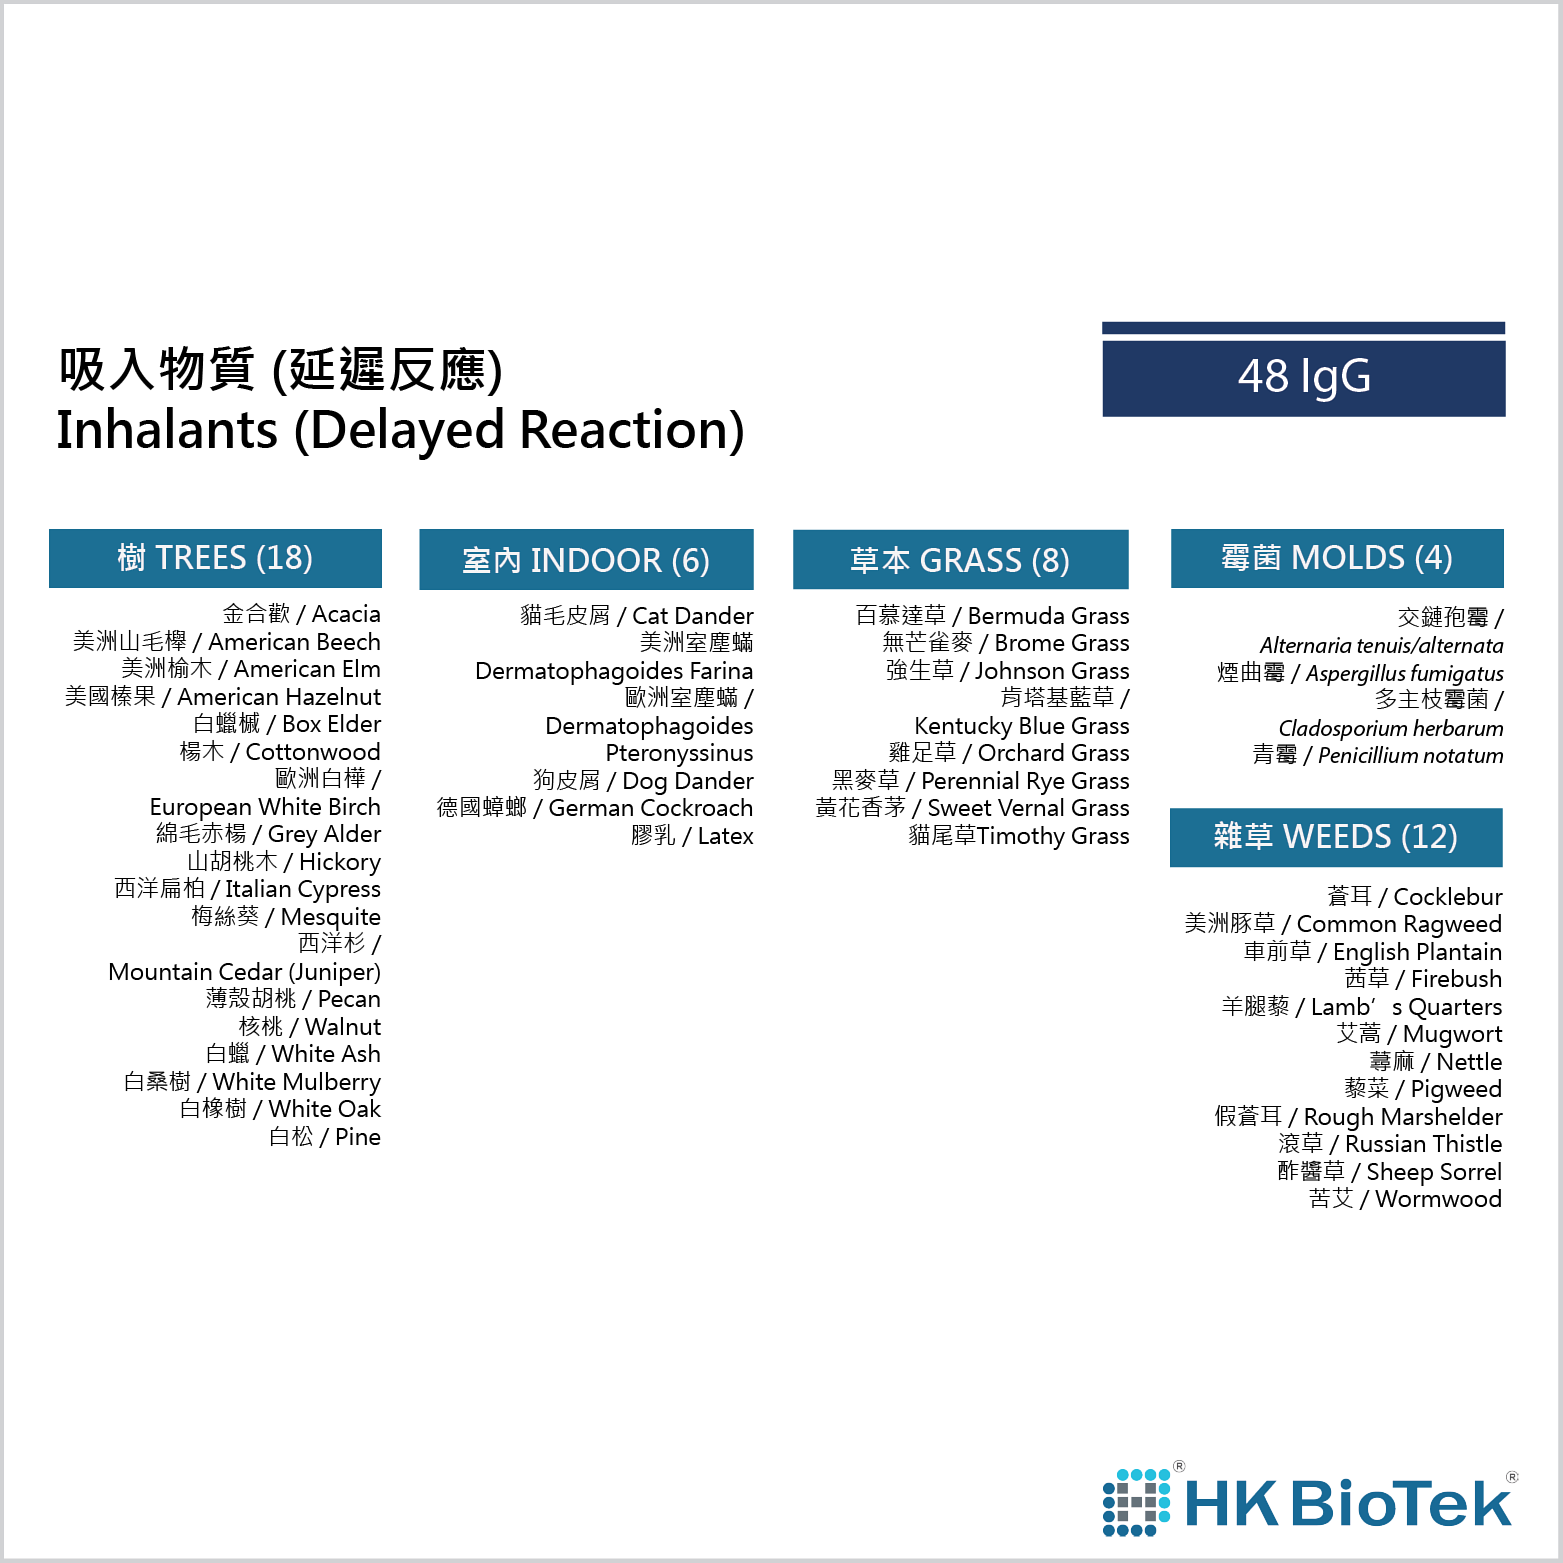 吸入物質 (延遲反應)
Inhalants (Delayed Reaction)
48 IgG
樹 TREES (18)
金合歡 / Acacia
美洲山毛櫸 / American Beech
美洲榆木 / American Elm
美國榛果 / American Hazelnut
白蠟槭 / Box Elder
楊木 / Cottonwood
歐洲白樺 /
European White Birch
綿毛赤楊 / Grey Alder
山胡桃木 / Hickory
西洋扁柏 / Italian Cypress
梅絲葵 / Mesquite
西洋杉 /
Mountain Cedar (Juniper)
薄殼胡桃 / Pecan
核桃 / Walnut
白蠟 / White Ash
白桑樹 / White Mulberry
白橡樹 / White Oak
白松 / Pine
室內 INDOOR (6)
貓毛皮屑 / Cat Dander
美洲室塵蟎
Dermatophagoides Farina
歐洲室塵蟎 /
Dermatophagoides
Pteronyssinus
狗皮屑 / Dog Dander
德國蟑螂 / German Cockroach
膠乳 / Latex
草本 GRASS (8)
百慕達草 / Bermuda Grass
無芒雀麥 / Brome Grass
強生草 / Johnson Grass
肯塔基藍草 /
Kentucky Blue Grass
雞足草 / Orchard Grass
黑麥草 / Perennial Rye Grass
黃花香茅 / Sweet Vernal Grass
貓尾草Timothy Grass
霉菌 MOLDS (4)
交鏈孢霉 /
Alternaria tenuis/alternata
煙曲霉 / Aspergillus fumigatus
多主枝霉菌 /
Cladosporium herbarum
青霉 / Penicillium notatum
雜草 WEEDS (12)
蒼耳 / Cocklebur
美洲豚草 / Common Ragweed
車前草 / English Plantain
茜草 / Firebush
羊腿藜 / Lamb’s Quarters
艾蒿 / Mugwort
蕁麻 / Nettle
藜菜 / Pigweed
假蒼耳 / Rough Marshelder
滾草 / Russian Thistle
酢醬草 / Sheep Sorrel
苦艾 / Wormwood
® HK BioTek®